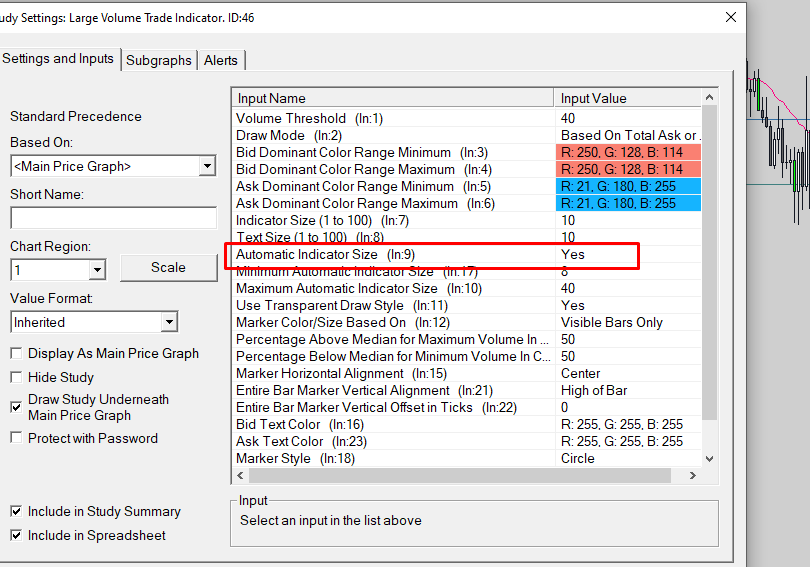 udy Settings: Large Volume Trade Indicator. ID:46
Settings and Inputs
Subgraphs
Alerts
Standard Precedence
Based On:
<Main Price Graph>
Short Name:
Chart Region:
1
Scale
Value Format:
Inherited
Display As Main Price Graph
Hide Study
Draw Study Underneath
Main Price Graph
Protect with Password
Include in Study Summary
Include in Spreadsheet
Input Name Input Value
Volume Threshold (In:1) 40
Draw Mode (In:2) Based On Total Ask or .
Bid Dominant Color Range Minimum (In:3) R: 250, G: 128, B: 114
Bid Dominant Color Range Maximum (In:4) R: 250, G: 128, B: 114
Ask Dominant Color Range Minimum (In:5) R: 21, G: 180, B: 255
Ask Dominant Color Range Maximum (In:6) R: 21, G: 180, B: 255
Indicator Size (1 to 100) (In:7) 10
Text Size (1 to 100) (In:8) 10
Automatic Indicator Size (In:9) Yes
Minimum Automatic Indicator Size (In:17) 8
Maximum Automatic Indicator Size (In:10) 40
Use Transparent Draw Style (In:11) Yes
Marker Color/Size Based On (In:12) Visible Bars Only
Percentage Above Median for Maximum Volume In ... 50
Percentage Below Median for Minimum Volume In C... 50
Marker Horizontal Alignment (In:15) Center
Entire Bar Marker Vertical Alignment (In:21) High of Bar
Entire Bar Marker Vertical Offset in Ticks (In:22) 0
Bid Text Color (In:16) R: 255, G: 255, B: 255
Ask Text Color (In:23) R: 255, G: 255, B: 255
Marker Style (In:18) Circle
Input
Select an input in the list above